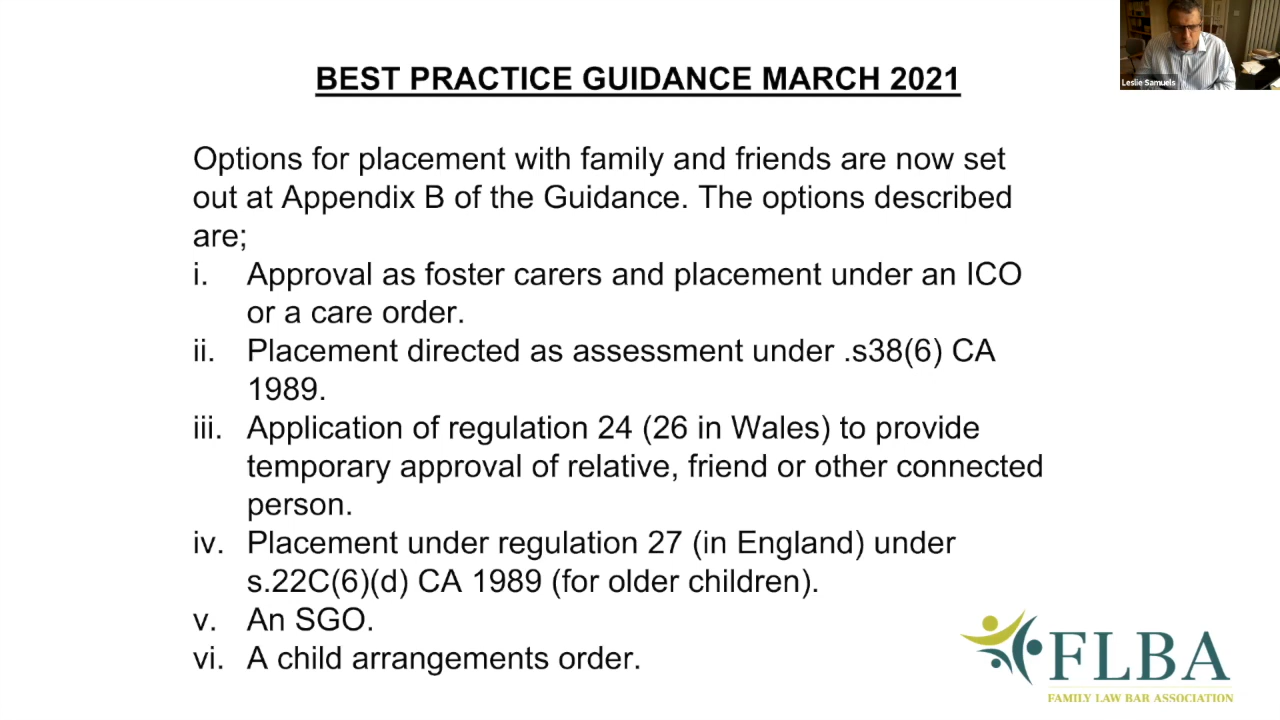 Leslie Samuels
BEST PRACTICE GUIDANCE MARCH 2021
Options for placement with family and friends are now set
out at Appendix B of the Guidance. The options described
are;
i. Approval as foster carers and placement under an ICO
or a care order.
ii. Placement directed as assessment under .s38(6) CA
1989.
iii. Application of regulation 24 (26 in Wales) to provide
temporary approval of relative, friend or other connected
person.
iv. Placement under regulation 27 (in England) under
s.22C(6)(d) CA 1989 (for older children).
v. An SGO.
vi. A child arrangements order.
FLBA
FAMILY LAW BAR ASSOCIATION